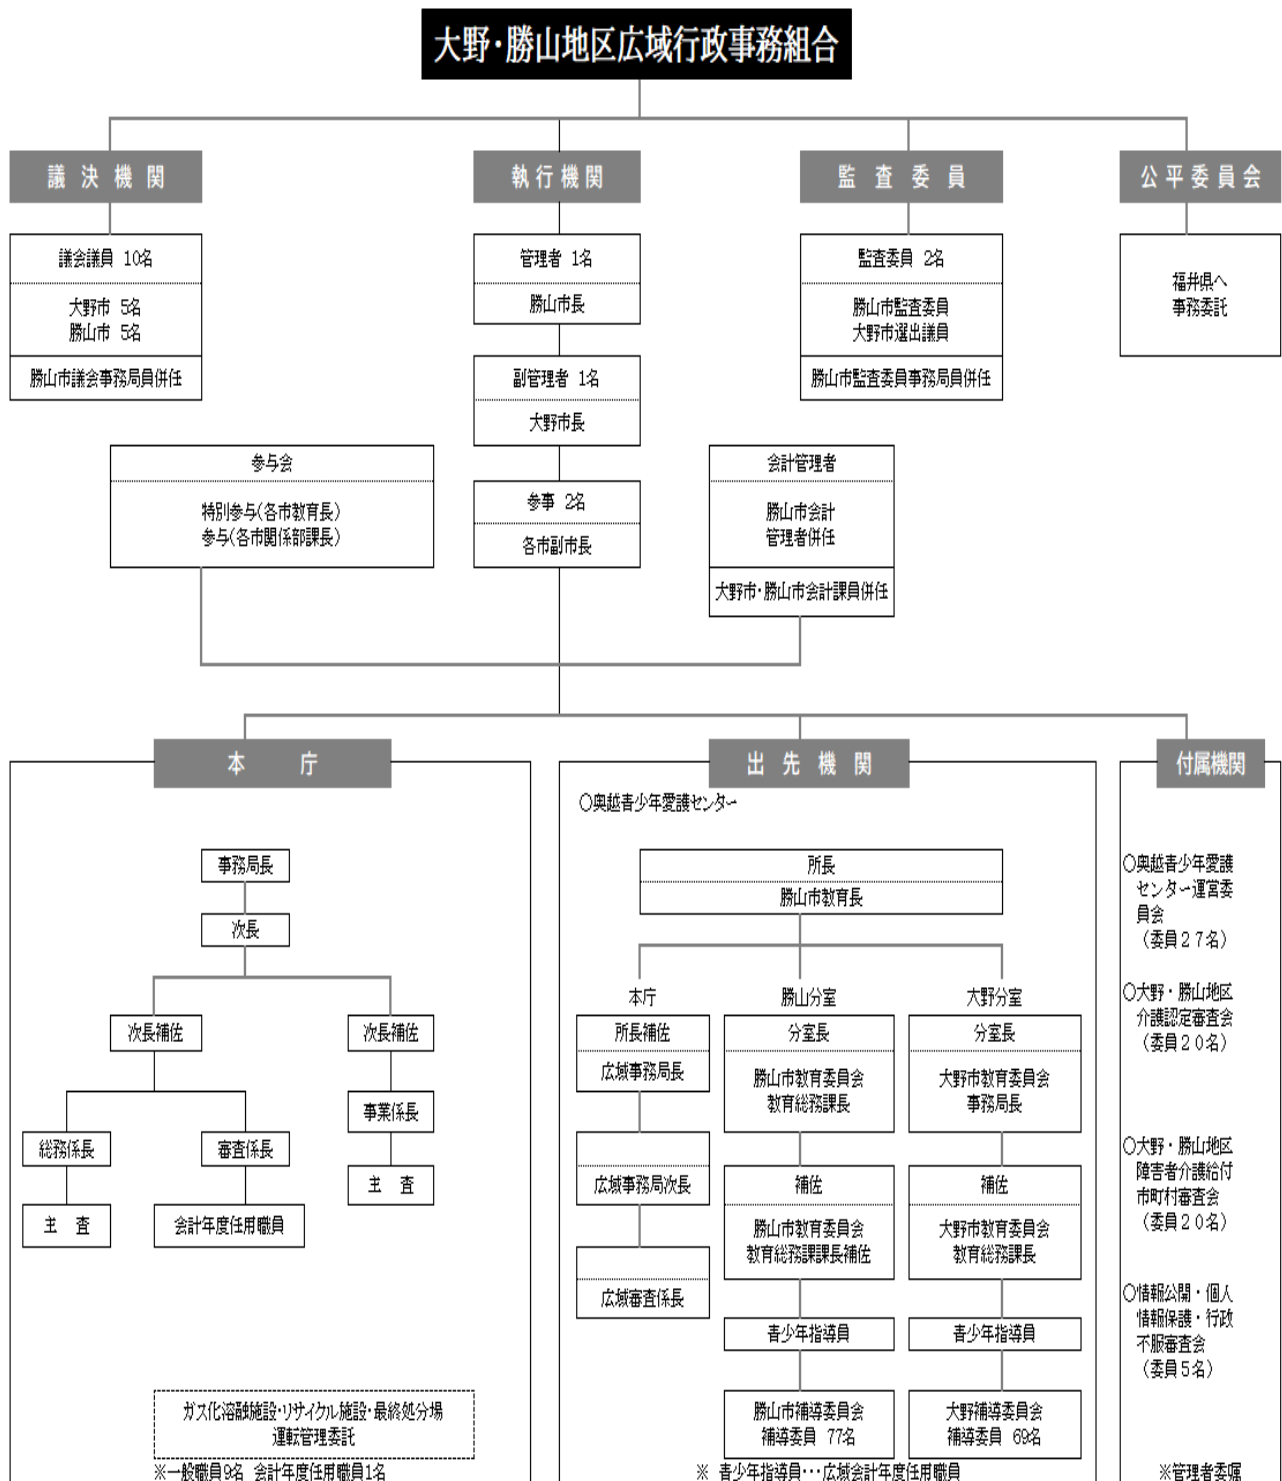 大野・勝山地区広域行政事務組合
議決機関
執行機関
監査委員
公平委員会
議会議員 10名
大野市 5名
勝山市 5名
勝山市議会事務局員併任
管理者 1名
勝山市長
副管理者 1名
大野市長
参事 2名
各市副市長
監査委員 2名
勝山市監査委員
大野市選出議員
勝山市監査委員事務局員併任
福井県へ
事務委託
参与会
特別参与(各市教育長)
参与(各市関係部課長)
会計管理者
勝山市会計
管理者併任
大野市・勝山市会計課員併任
本庁
事務局長
次長
次長補佐
次長補佐
事業係長
総務係長
審査係長
主 査
主 査
会計年度任用職員
ガス化溶融施設・リサイクル施設・最終処分場
運転管理委託
※一般職員9名 会計年度任用職員1名
出先機関
○奥越青少年愛護センター
所長
勝山市教育長
本庁
所長補佐
広域事務局長
広域事務局次長
広域審査係長
勝山分室
分室長
勝山市教育委員会
教育総務課長
補佐
勝山市教育委員会
教育総務課課長補佐
青少年指導員
勝山市補導委員会
補導委員 77名
大野分室
分室長
大野市教育委員会
事務局長
補佐
大野市教育委員会
教育総務課長
青少年指導員
大野補導委員会
補導委員 69名
※ 青少年指導員・・・広域会計年度任用職員
付属機関
○奥越青少年愛護
センター運営委
員会
(委員27名)
○大野・勝山地区
介護認定審査会
(委員20名)
○大野・勝山地区
障害者介護給付
市町村審査会
(委員20名)
○情報公開・個人
情報保護・行政
不服審査会
(委員5名)
※管理者委嘱